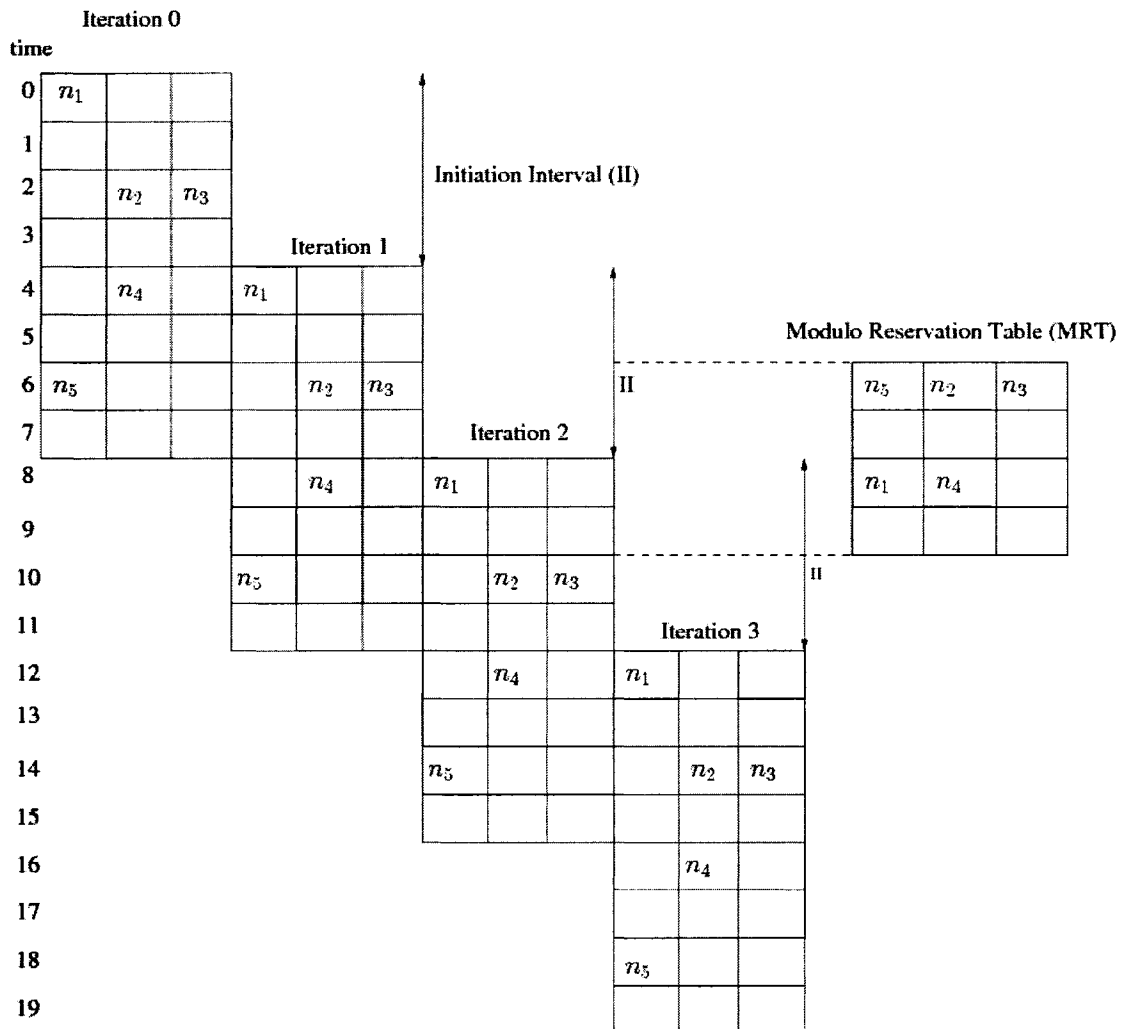 Iteration 0
time
0 n1
1
Initiation Interval (II)
2 n2 n3
3 Iteration 1
4 n4 n1
5 Modulo Reservation Table (MRT)
6 n5 n2 n3 II n5 n2 n3
7 Iteration 2
8 n4 n1 n1 n4
9
10 n5 n2 n3 II
11 Iteration 3
12 n4 n1
13
14 n5 n2 n3
15
16 n4
17
18 n5
19